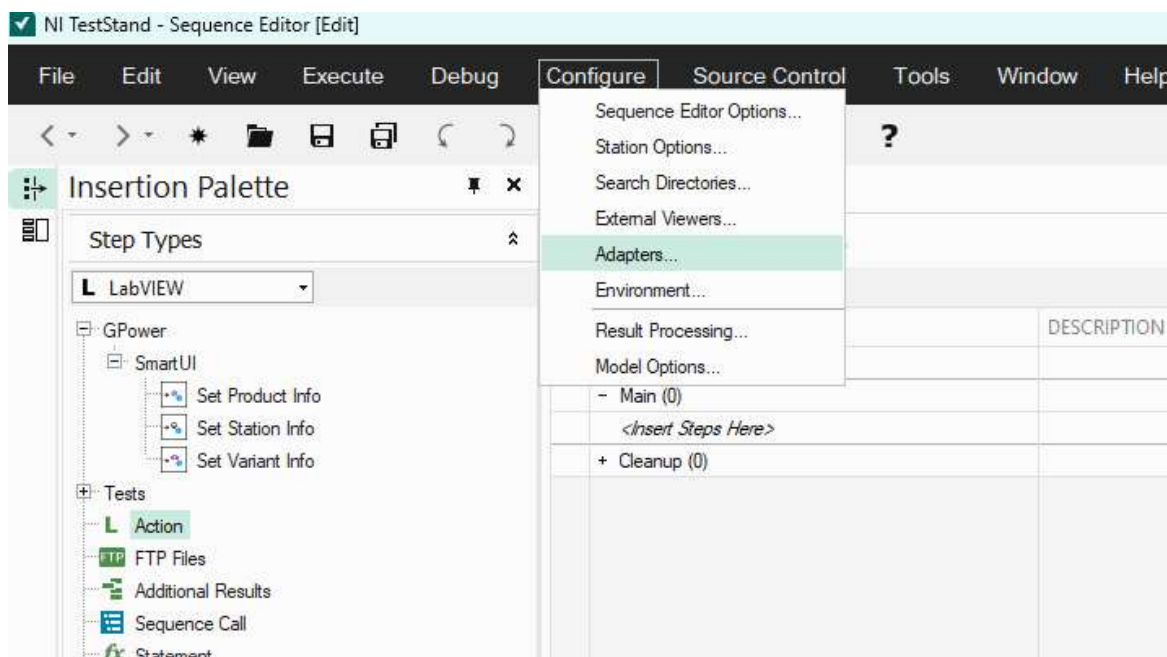 NI TestStand - Sequence Editor [Edit]
File Edit View Execute Debug Configure Source Control Tools Window Help
Sequence Editor Options...
Station Options...
Search Directories...
External Viewers...
Adapters...
Environment...
Result Processing...
Model Options...
?
Insertion Palette
Step Types
L LabVIEW
GPower
SmartUI
Set Product Info
Set Station Info
Set Variant Info
Tests
L Action
FTP FTP Files
Additional Results
Sequence Call
fx Statement
DESCRIPTION
- Main (0)
<Insert Steps Here>
+ Cleanup (0)